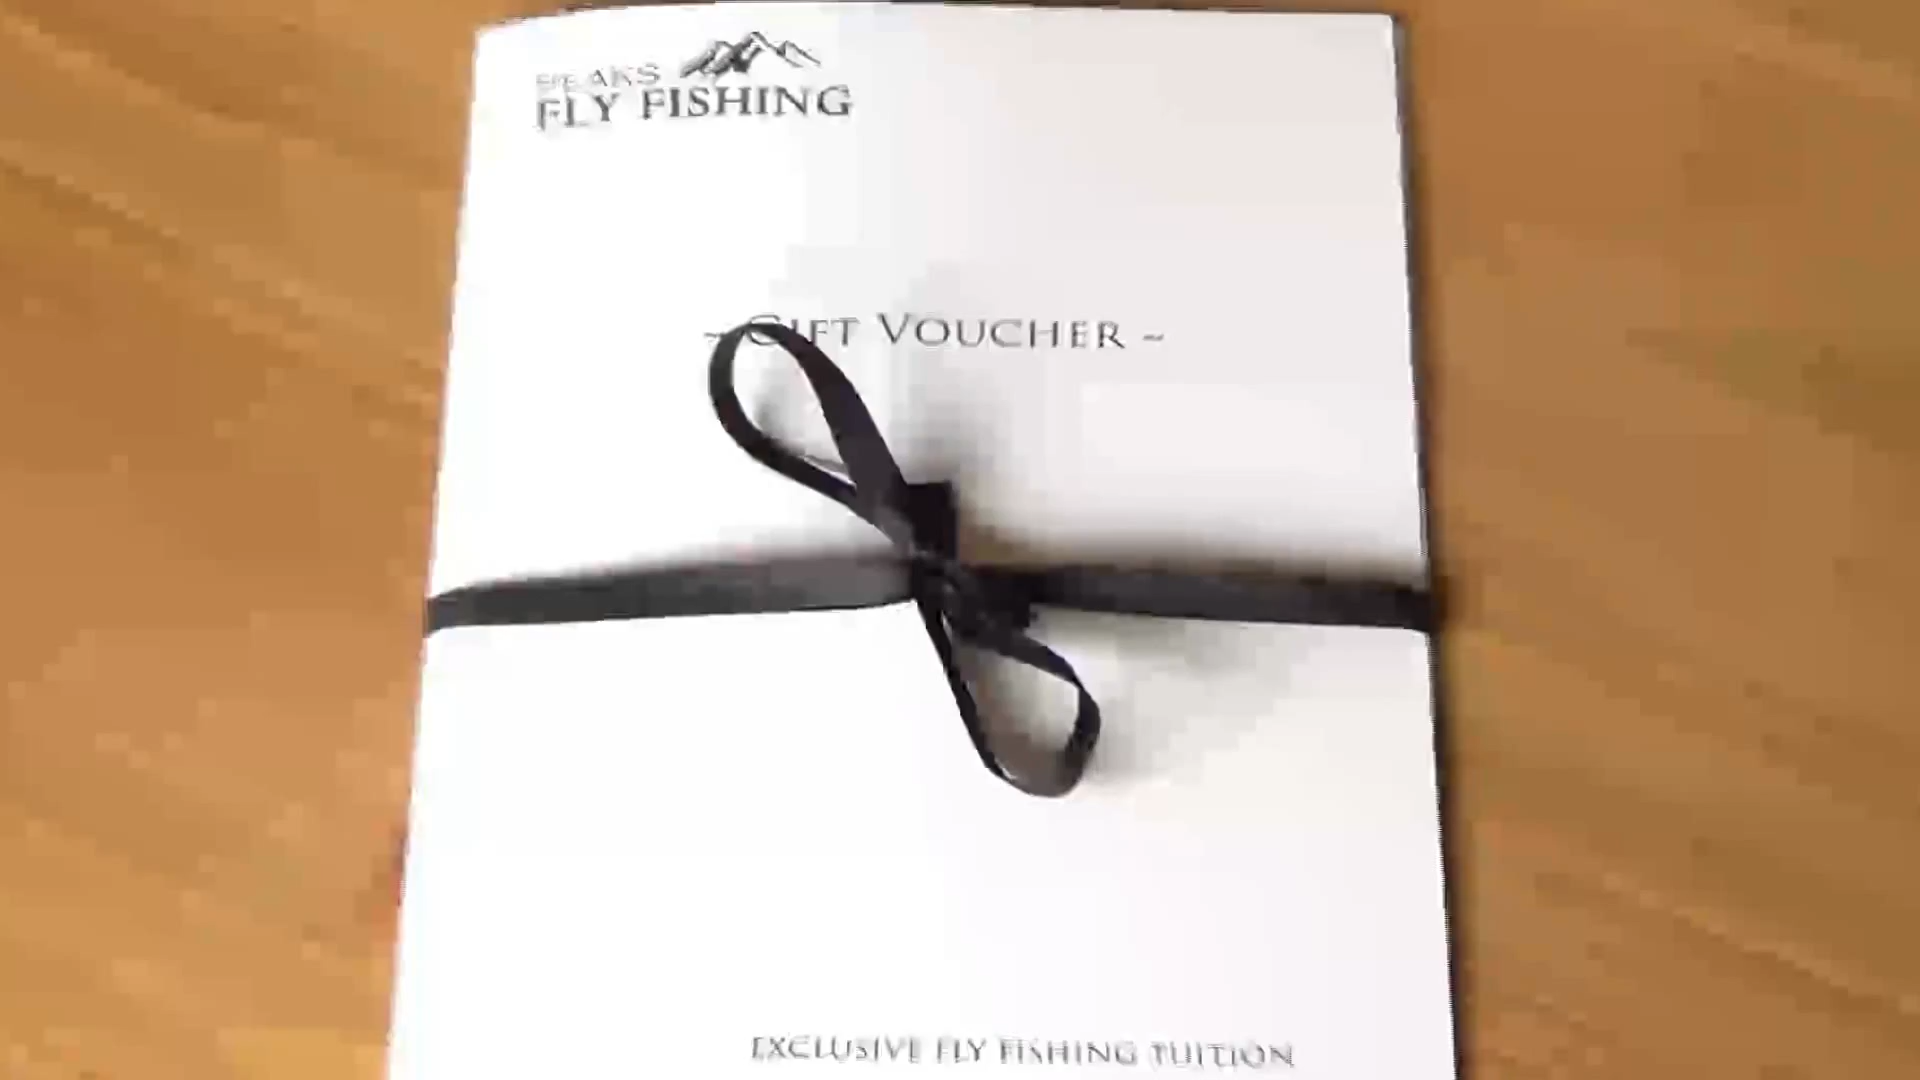 PEAKS
FLY FISHING
~ GIFT VOUCHER ~
EXCLUSIVE FLY FISHING TUITION